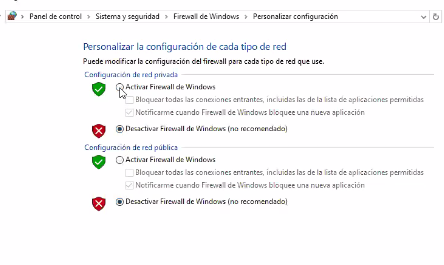 Panel de control > Sistema y seguridad > Firewall de Windows > Personalizar configuración
Personalizar la configuración de cada tipo de red
Puede modificar la configuración del firewall para cada tipo de red que use.
Configuración de red privada
Activar Firewall de Windows
Bloquear todas las conexiones entrantes, incluidas las de la lista de aplicaciones permitidas
Notificarme cuando Firewall de Windows bloquee una nueva aplicación
Desactivar Firewall de Windows (no recomendado)
Configuración de red pública
Activar Firewall de Windows
Bloquear todas las conexiones entrantes, incluidas las de la lista de aplicaciones permitidas
Notificarme cuando Firewall de Windows bloquee una nueva aplicación
Desactivar Firewall de Windows (no recomendado)